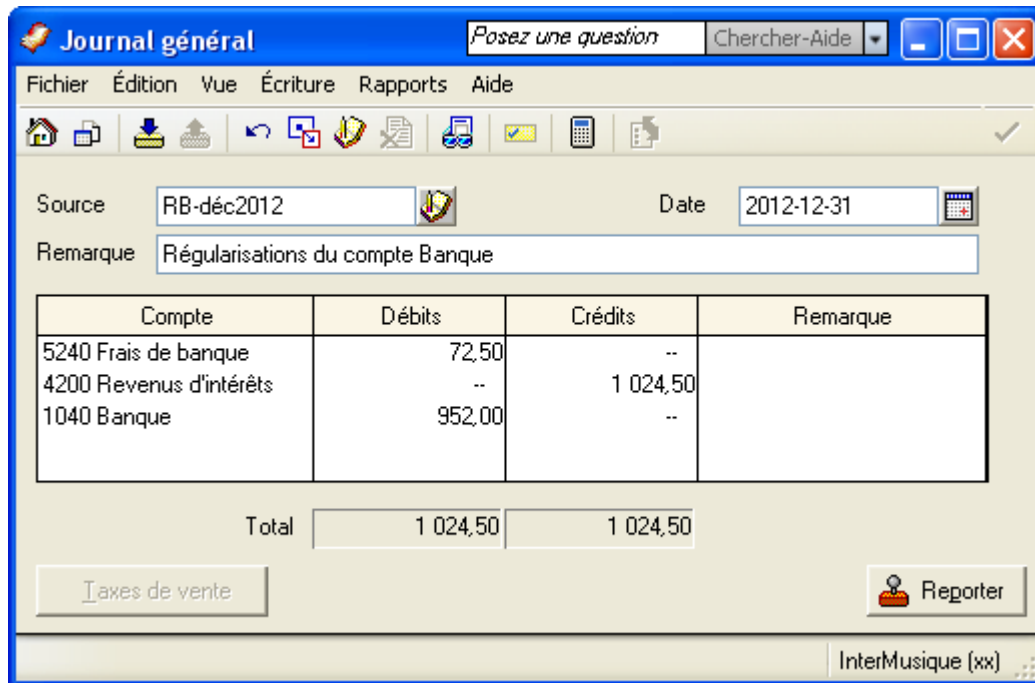 Journal général Posez une question Chercher-Aide
Fichier Édition Vue Écriture Rapports Aide
Source RB-déc2012 Date 2012-12-31
Remarque Régularisations du compte Banque
Compte Débits Crédits Remarque
5240 Frais de banque 72,50 --
4200 Revenus d'intérêts -- 1 024,50
1040 Banque 952,00 --
Total 1 024,50 1 024,50
Taxes de vente Reporter
InterMusique (xx)